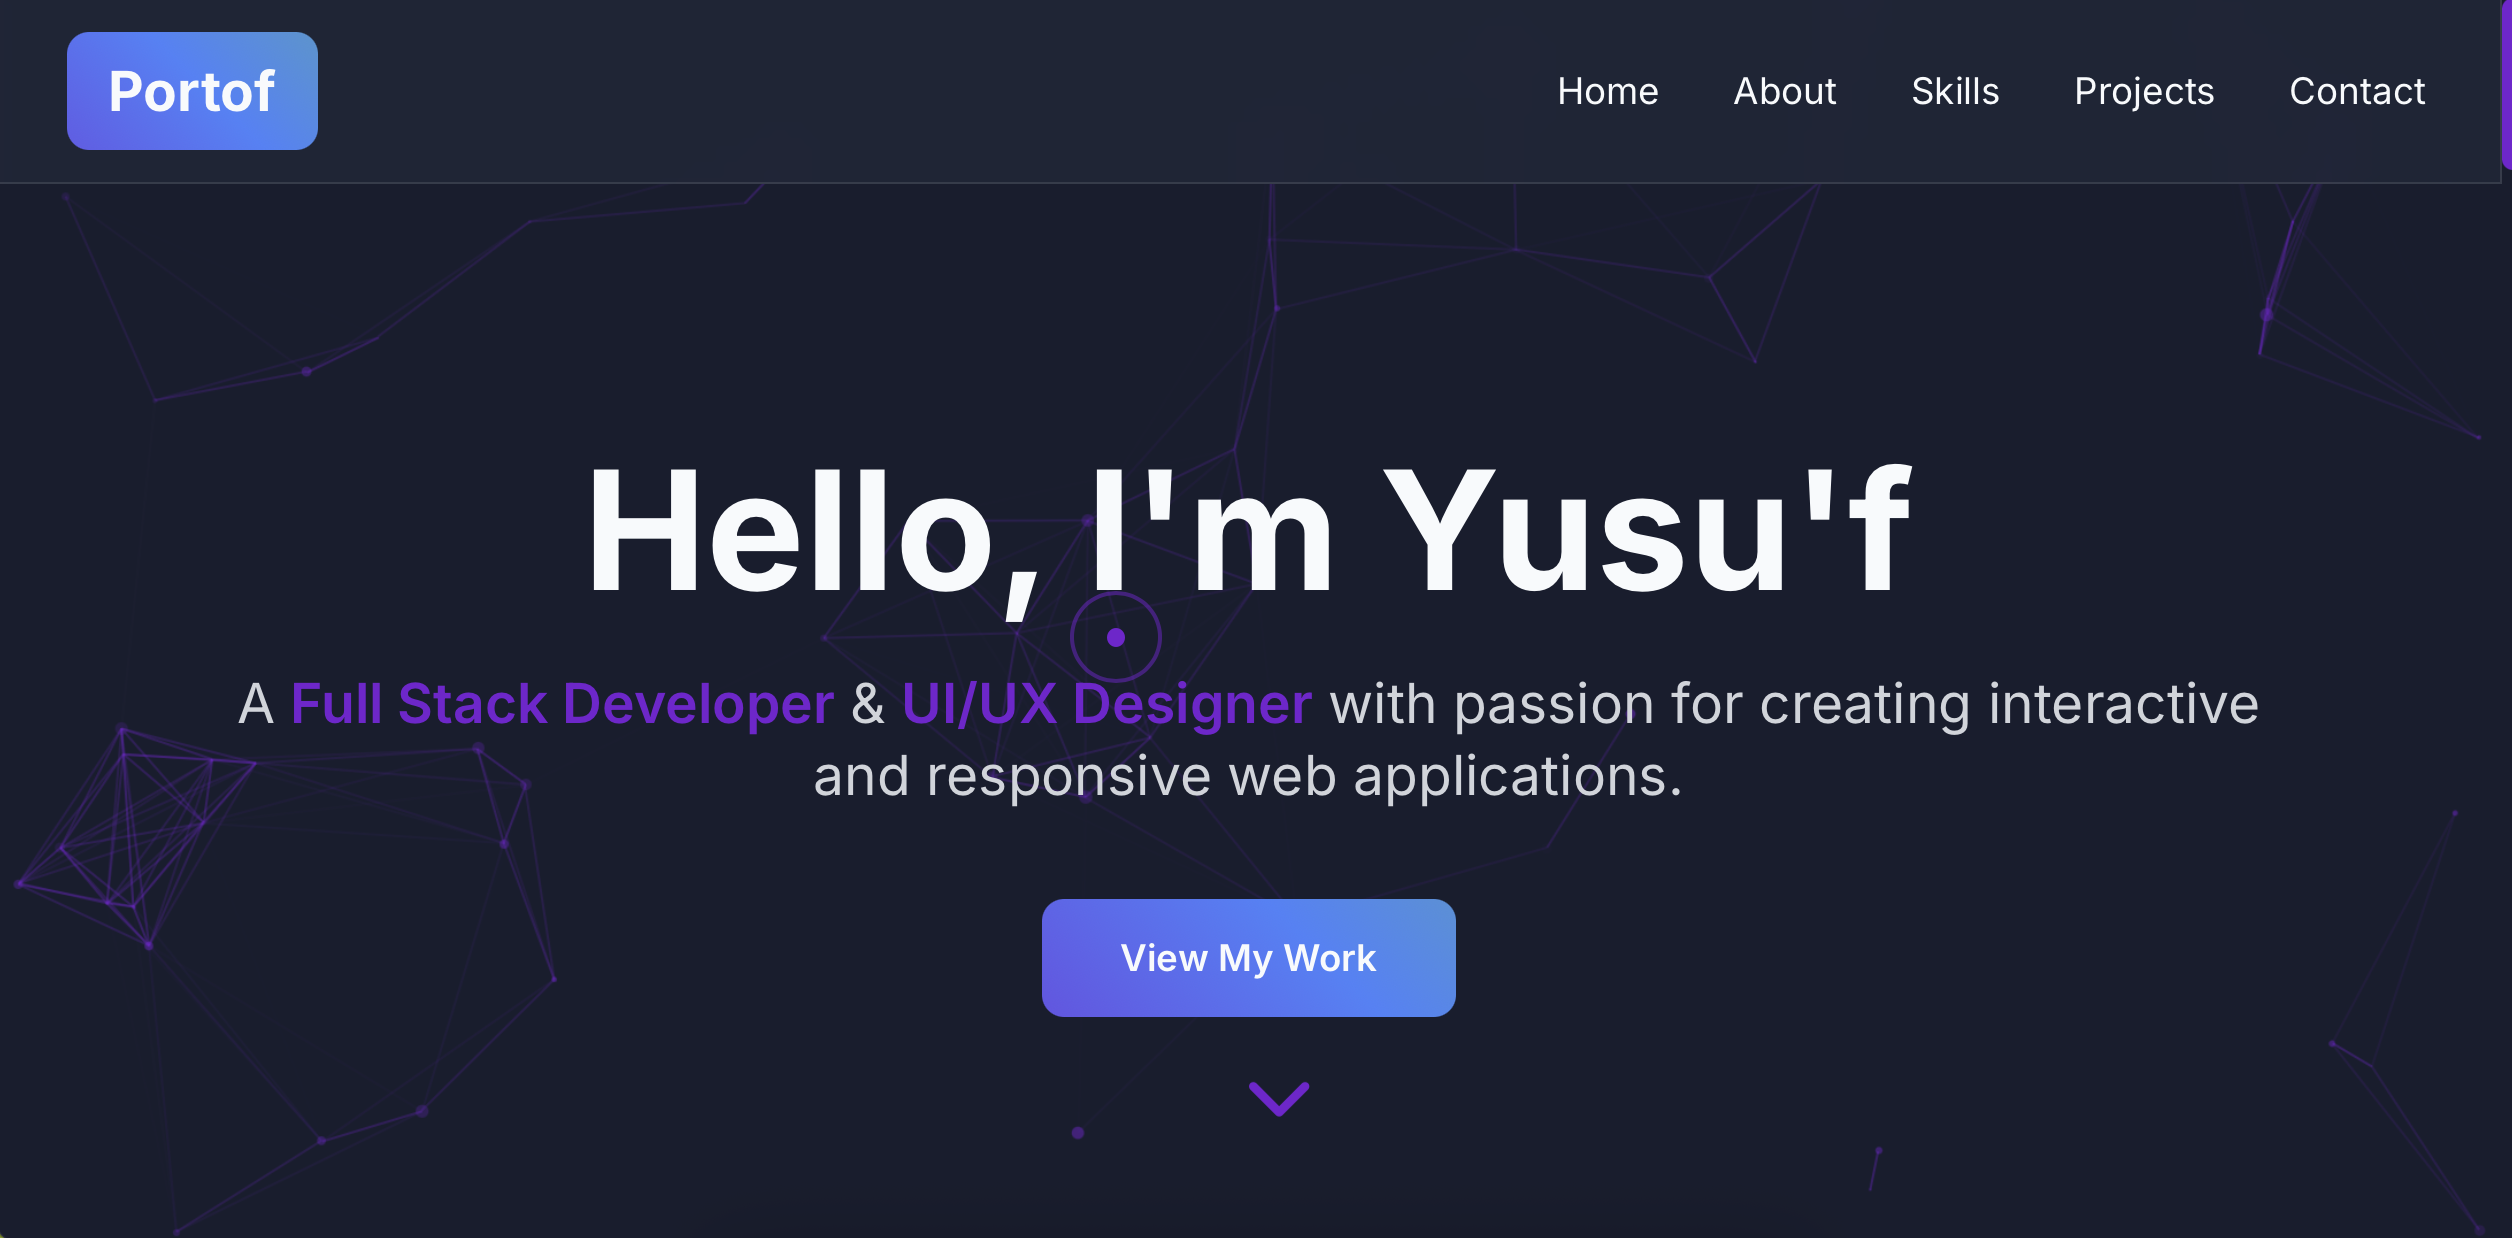 Portof
Home About Skills Projects Contact
Hello, I'm Yusu'f
A Full Stack Developer & UI/UX Designer with passion for creating interactive
and responsive web applications.
View My Work